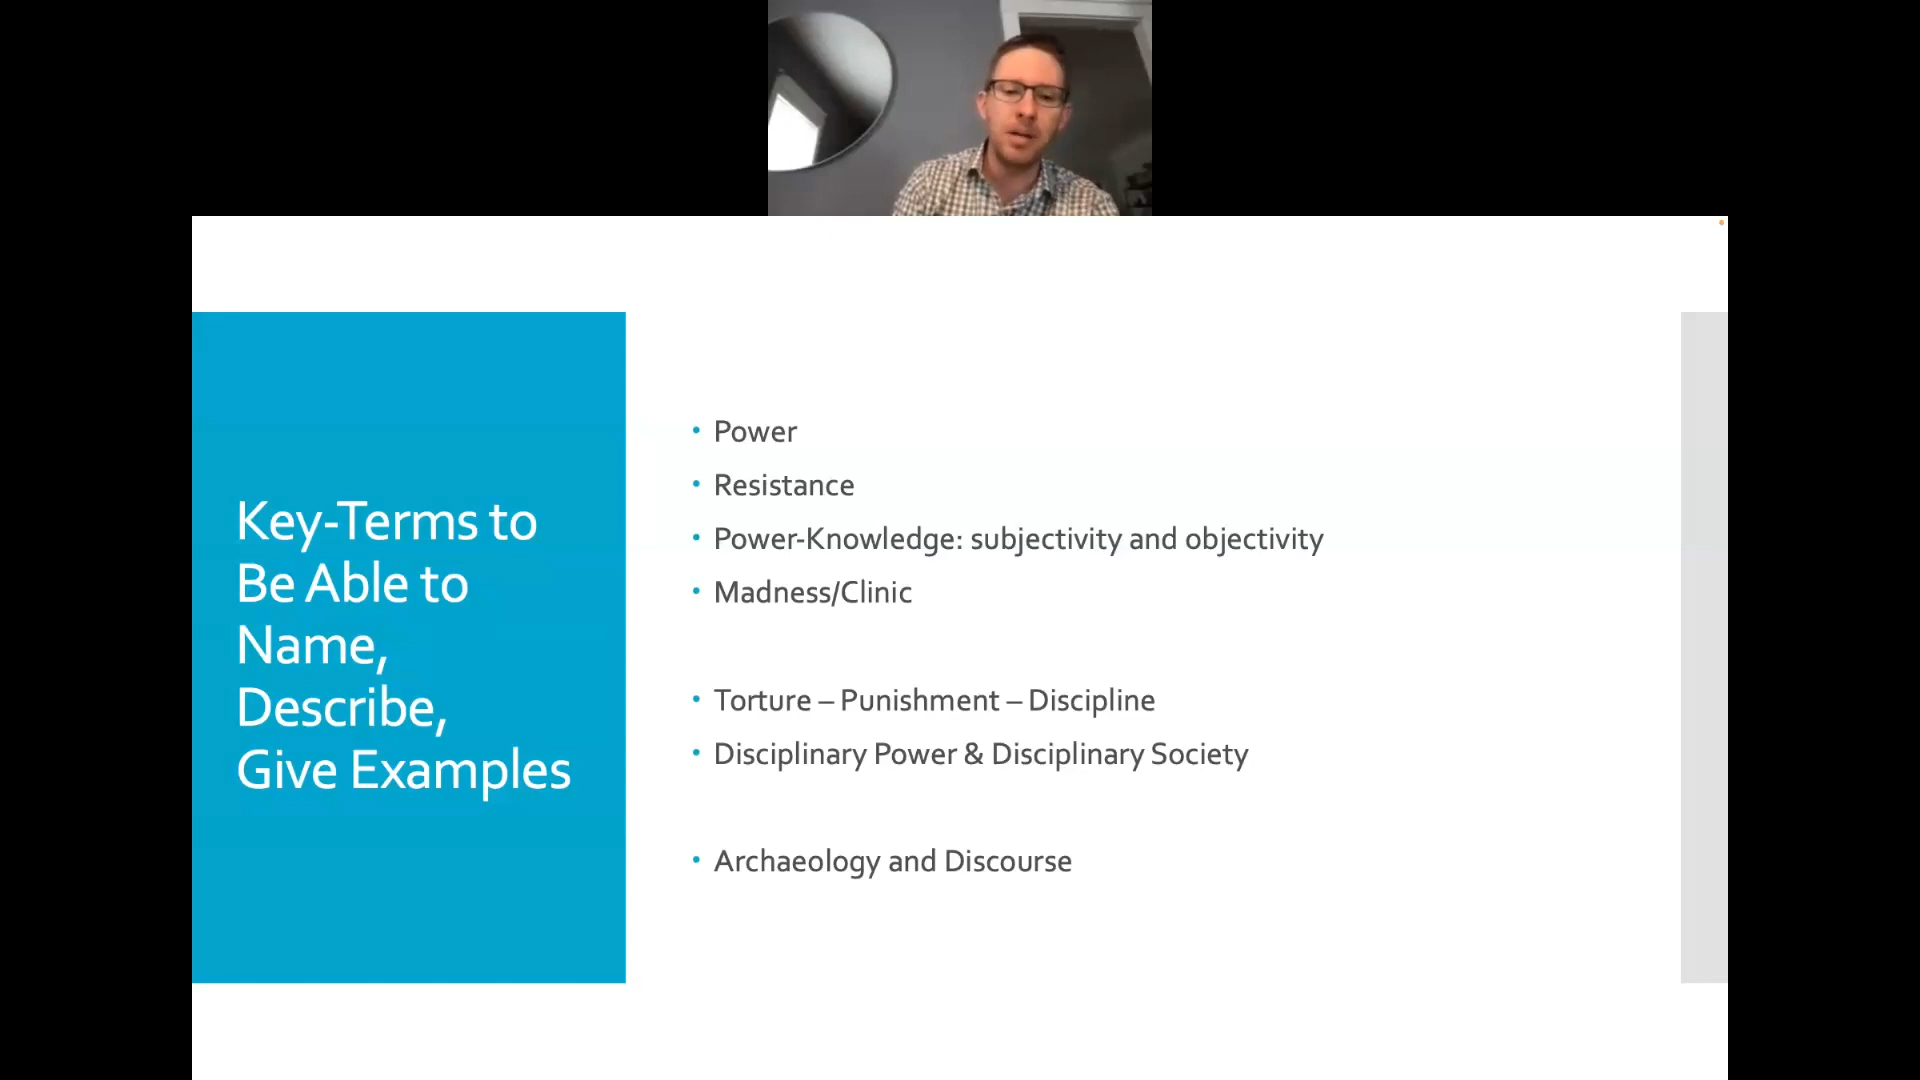 Key-Terms to
Be Able to
Name,
Describe,
Give Examples
• Power
• Resistance
• Power-Knowledge: subjectivity and objectivity
• Madness/Clinic
• Torture – Punishment – Discipline
• Disciplinary Power & Disciplinary Society
• Archaeology and Discourse